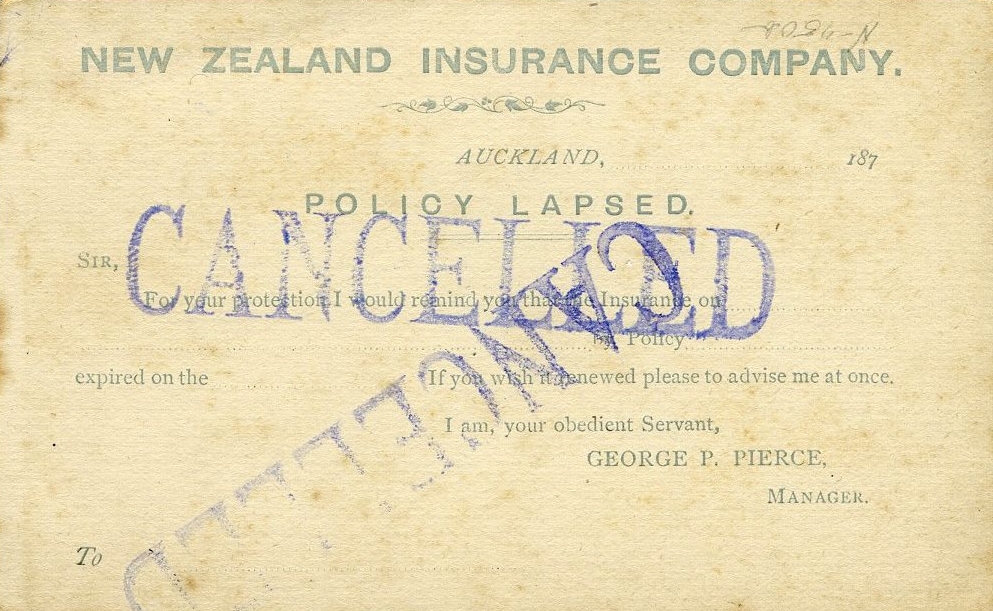 NEW ZEALAND INSURANCE COMPANY.
AUCKLAND, 187
POLICY LAPSED.
SIR,
CANCELLED
For your protection I would remind you that the Insurance on
by Policy
expired on the If you wish it renewed please to advise me at once.
I am, your obedient Servant,
GEORGE P. PIERCE,
MANAGER.
To
CANCELLED